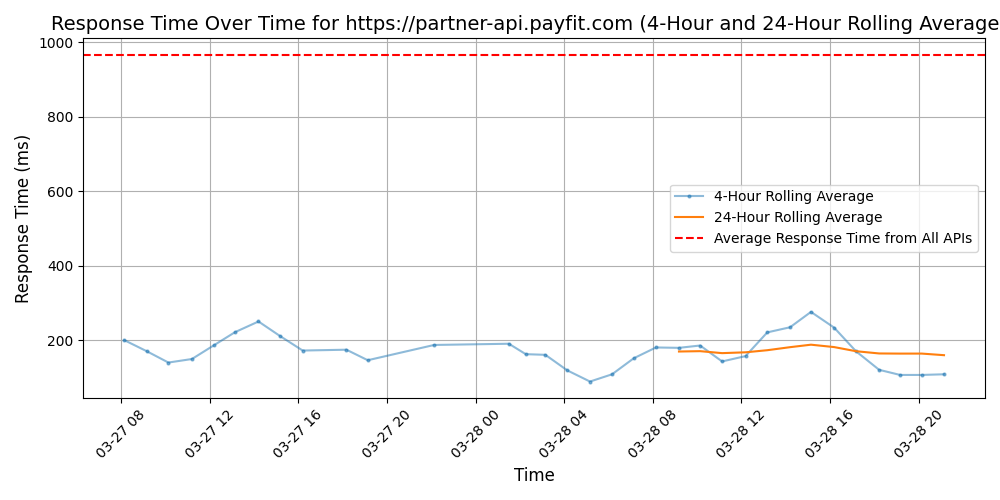 Response Time Over Time for https://partner-api.payfit.com (4-Hour and 24-Hour Rolling Average
Response Time (ms)
1000
800
600
400
200
4-Hour Rolling Average
24-Hour Rolling Average
Average Response Time from All APIs
03-27 08
03-27 12
03-27 16
03-27 20
03-28 00
03-28 04
03-28 08
03-28 12
03-28 16
03-28 20
Time